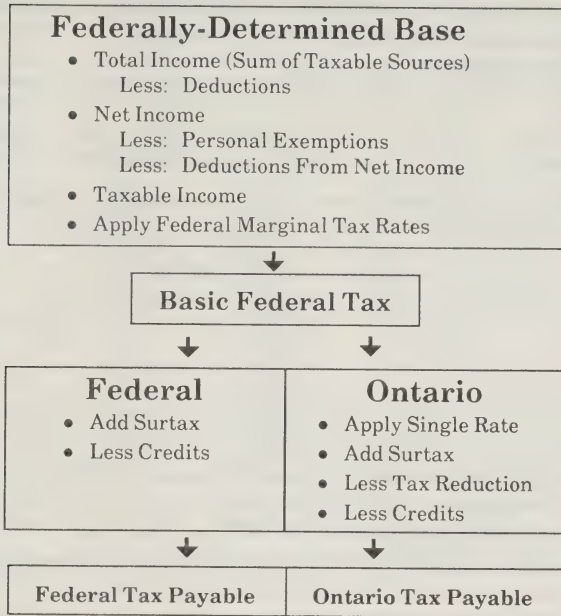 Federally-Determined Base
• Total Income (Sum of Taxable Sources)
Less: Deductions
• Net Income
Less: Personal Exemptions
Less: Deductions From Net Income
• Taxable Income
• Apply Federal Marginal Tax Rates
Basic Federal Tax
Federal
• Add Surtax
• Less Credits
Ontario
• Apply Single Rate
• Add Surtax
• Less Tax Reduction
• Less Credits
Federal Tax Payable
Ontario Tax Payable